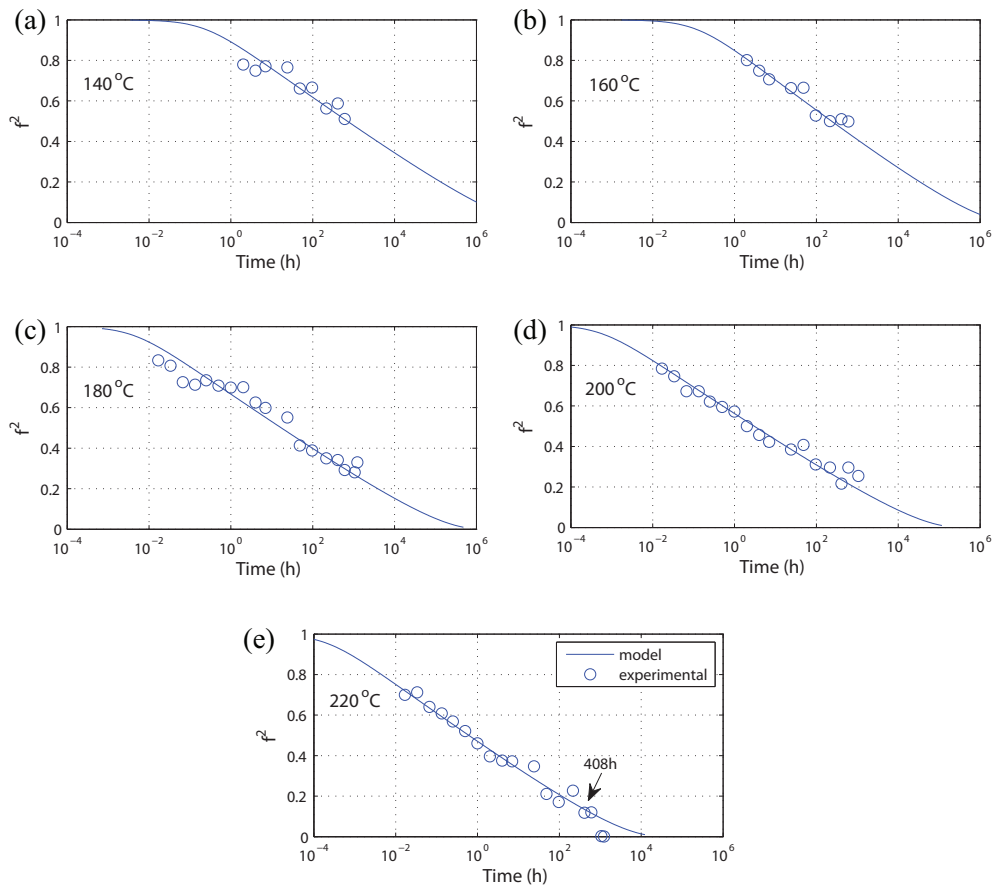 (a)
1
0.8
0.6
0.4
0.2
0
f²
140 °C
10⁻⁴ 10⁻² 10⁰ 10² 10⁴ 10⁶
Time (h)
(b)
1
0.8
0.6
0.4
0.2
0
f²
160 °C
10⁻⁴ 10⁻² 10⁰ 10² 10⁴ 10⁶
Time (h)
(c)
1
0.8
0.6
0.4
0.2
0
f²
180 °C
10⁻⁴ 10⁻² 10⁰ 10² 10⁴ 10⁶
Time (h)
(d)
1
0.8
0.6
0.4
0.2
0
f²
200 °C
10⁻⁴ 10⁻² 10⁰ 10² 10⁴ 10⁶
Time (h)
(e)
1
0.8
0.6
0.4
0.2
0
f²
220 °C
model
experimental
408h
10⁻⁴ 10⁻² 10⁰ 10² 10⁴ 10⁶
Time (h)